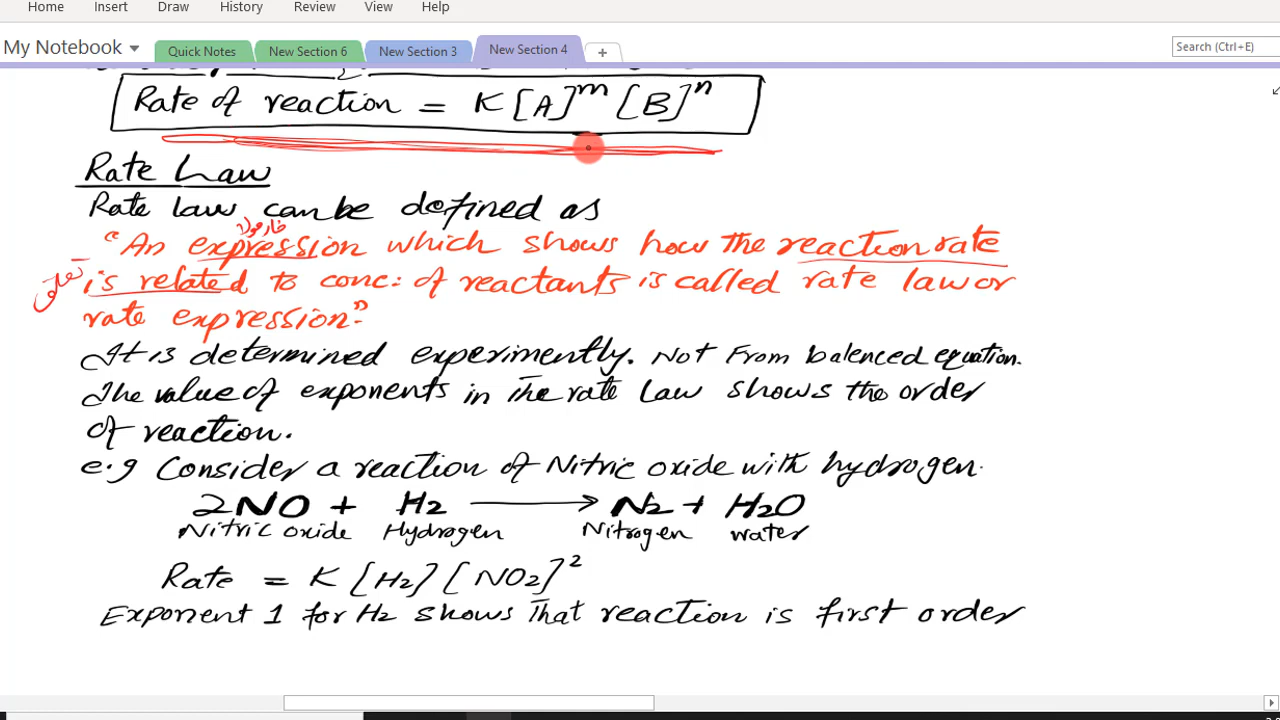 Home Insert Draw History Review View Help
My Notebook Quick Notes New Section 6 New Section 3 New Section 4 + Search (Ctrl+E)
Rate of reaction = K [A]^m [B]^n
Rate Law
Rate law can be defined as
"An expression which shows how the reaction rate
is related to conc: of reactants is called rate law or
rate expression."
It is determined experimently. Not From balenced equation.
The value of exponents in the rate Law shows the order
of reaction.
e.g Consider a reaction of Nitric oxide with hydrogen.
2NO + H2 → N2 + H2O
Nitric oxide Hydrogen Nitrogen water
Rate = K [H2] [NO2]²
Exponent 1 for H2 shows That reaction is first order